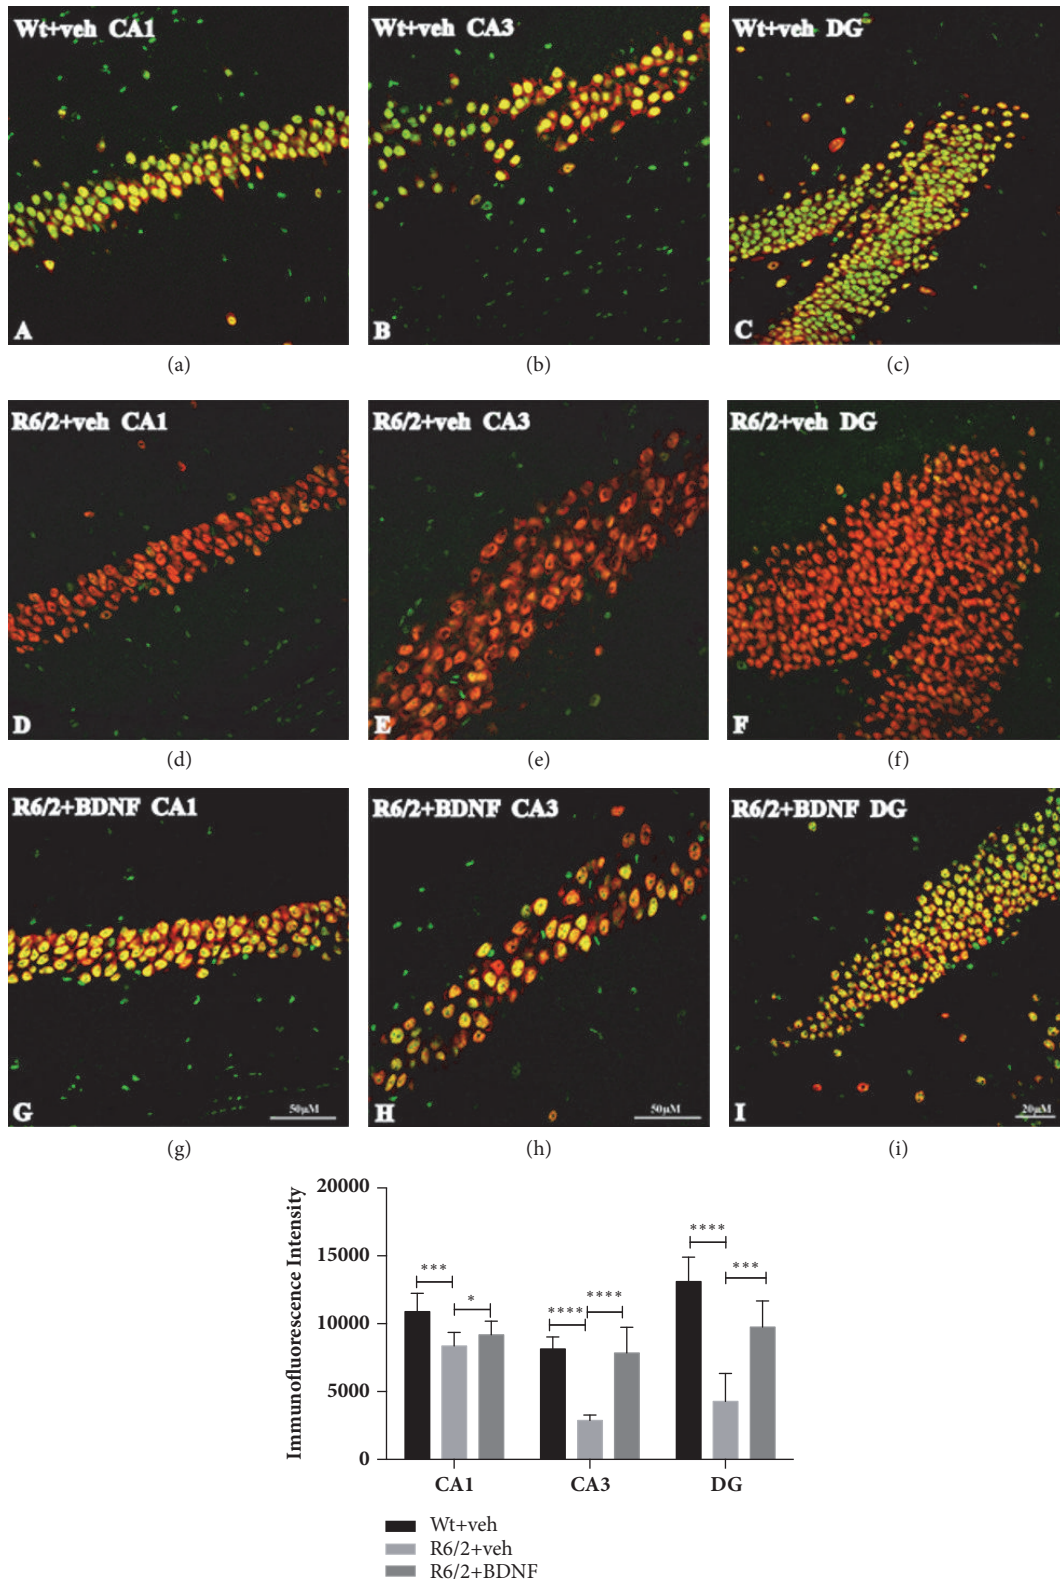 Wt+veh CA1
Wt+veh CA3
Wt+veh DG
A
B
C
(a)
(b)
(c)
R6/2+veh CA1
R6/2+veh CA3
R6/2+veh DG
D
E
F
(d)
(e)
(f)
R6/2+BDNF CA1
R6/2+BDNF CA3
R6/2+BDNF DG
G
50μM
H
50μM
I
20μM
(g)
(h)
(i)
Immunofluorescence Intensity
20000
15000
10000
5000
0
***
*
****
****
****
***
CA1
CA3
DG
Wt+veh
R6/2+veh
R6/2+BDNF